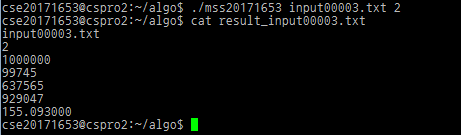 cse20171653@cspro2:~/algo$ ./mss20171653 input00003.txt 2
cse20171653@cspro2:~/algo$ cat result_input00003.txt
input00003.txt
2
1000000
99745
637565
929047
155.093000
cse20171653@cspro2:~/algo$